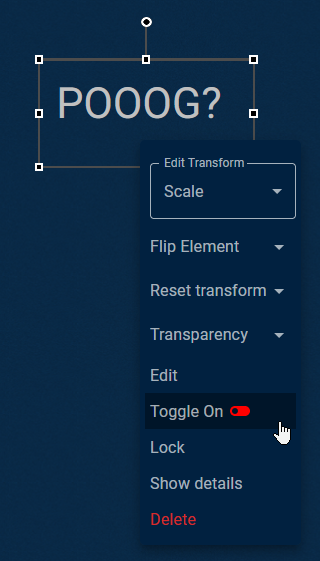 POOOG?
Edit Transform
Scale
Flip Element
Reset transform
Transparency
Edit
Toggle On
Lock
Show details
Delete